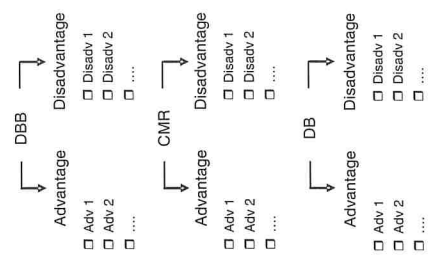 DBB
Advantage
Disadvantage
Adv 1
Disadv 1
Adv 2
Disadv 2
....
....
CMR
Advantage
Disadvantage
Adv 1
Disadv 1
Adv 2
Disadv 2
....
....
DB
Advantage
Disadvantage
Adv 1
Disadv 1
Adv 2
Disadv 2
....
....